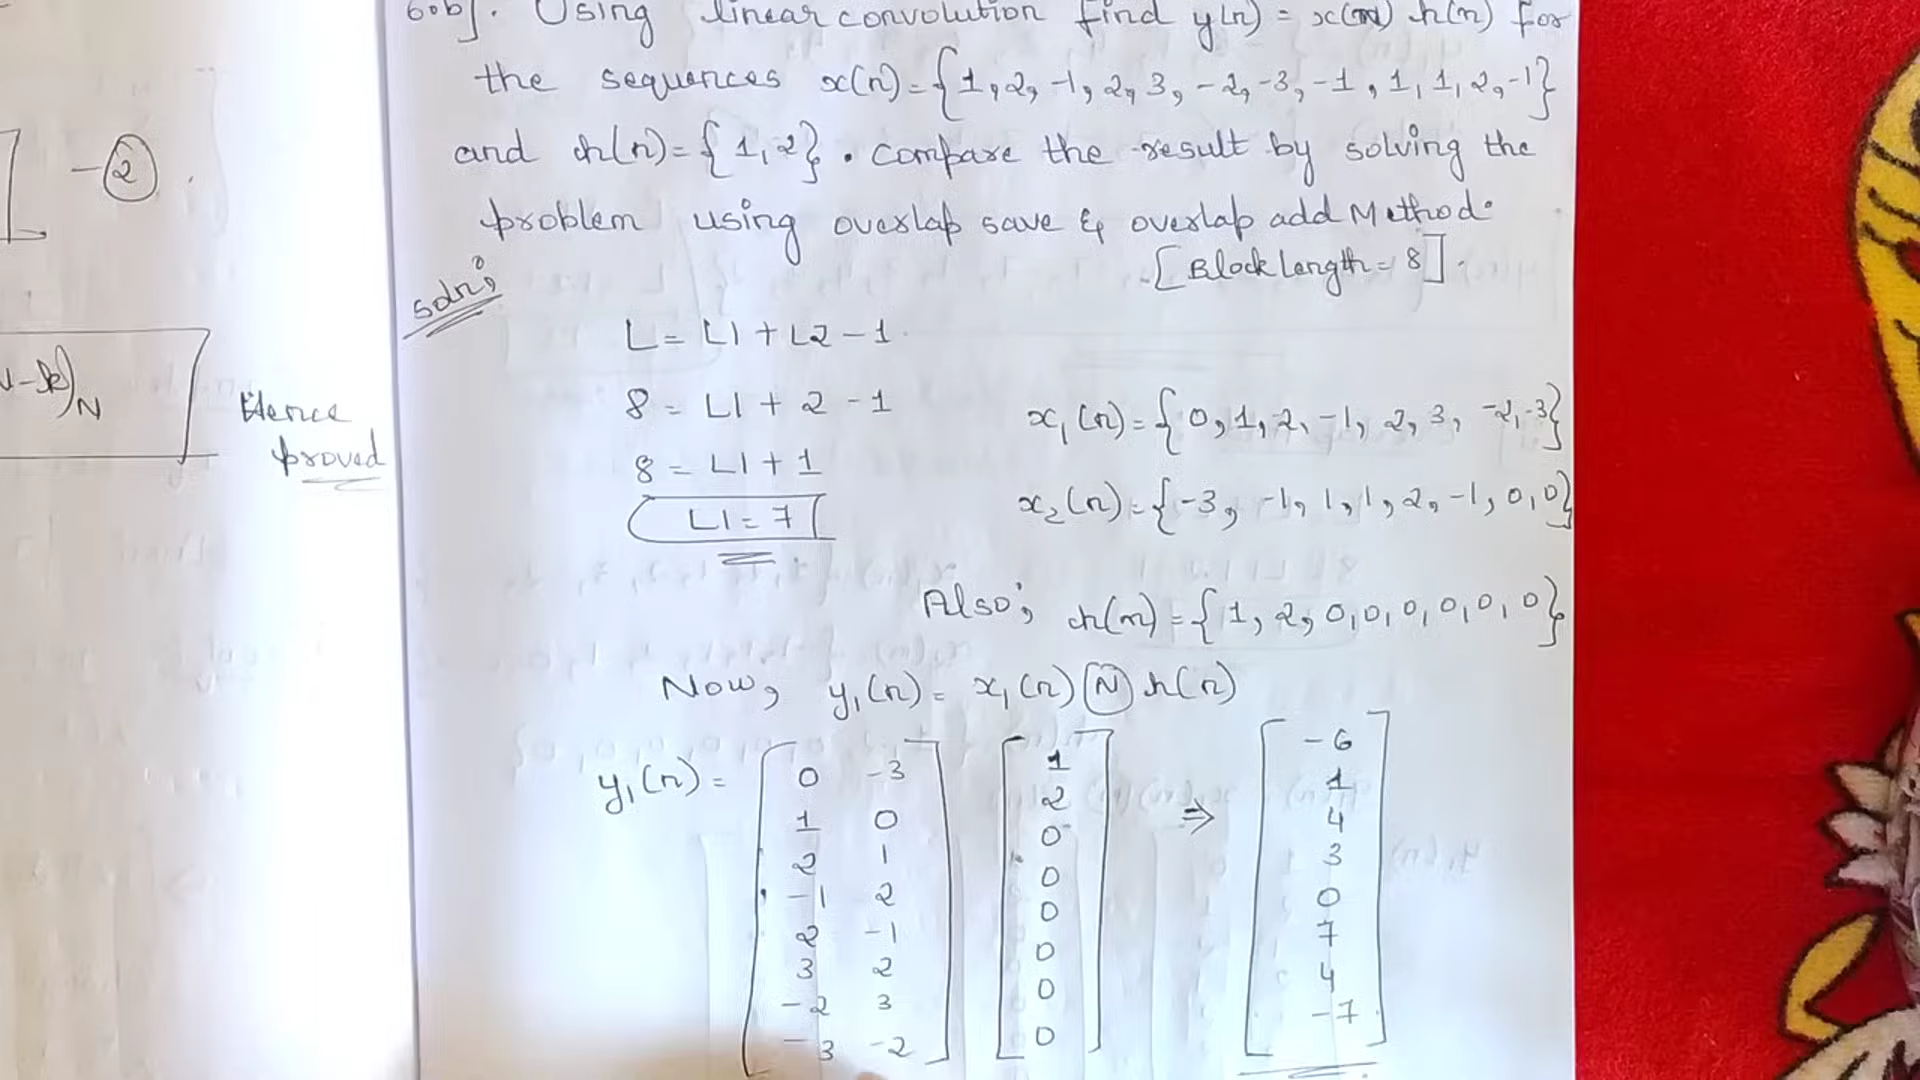 - ②
-k)N
Hence
proved
60b]. Using linear convolution find y(n) = x(n) h(n) for
the sequences x(n) = {1, 2, -1, 2, 3, -2, -3, -1, 1, 1, 2, -1}
and h(n) = {1, 2}. Compare the result by solving the
problem using overlap save & overlap add Method.
[Block Length = 8].
soln:
L = L1 + L2 - 1
8 = L1 + 2 - 1
8 = L1 + 1
L1 = 7
x₁(n) = {0, 1, 2, -1, 2, 3, -2, -3}
x₂(n) = {-3, -1, 1, 1, 2, -1, 0, 0}
Also; h(n) = {1, 2, 0, 0, 0, 0, 0, 0}
Now, y₁(n) = x₁(n) Ⓝ h(n)
y₁(n) = ⇒
0 -3 1 -6
1 0 2 1
2 1 0 4
-1 2 0 3
2 -1 0 0
3 2 0 7
-2 3 0 4
-3 -2 0 -7